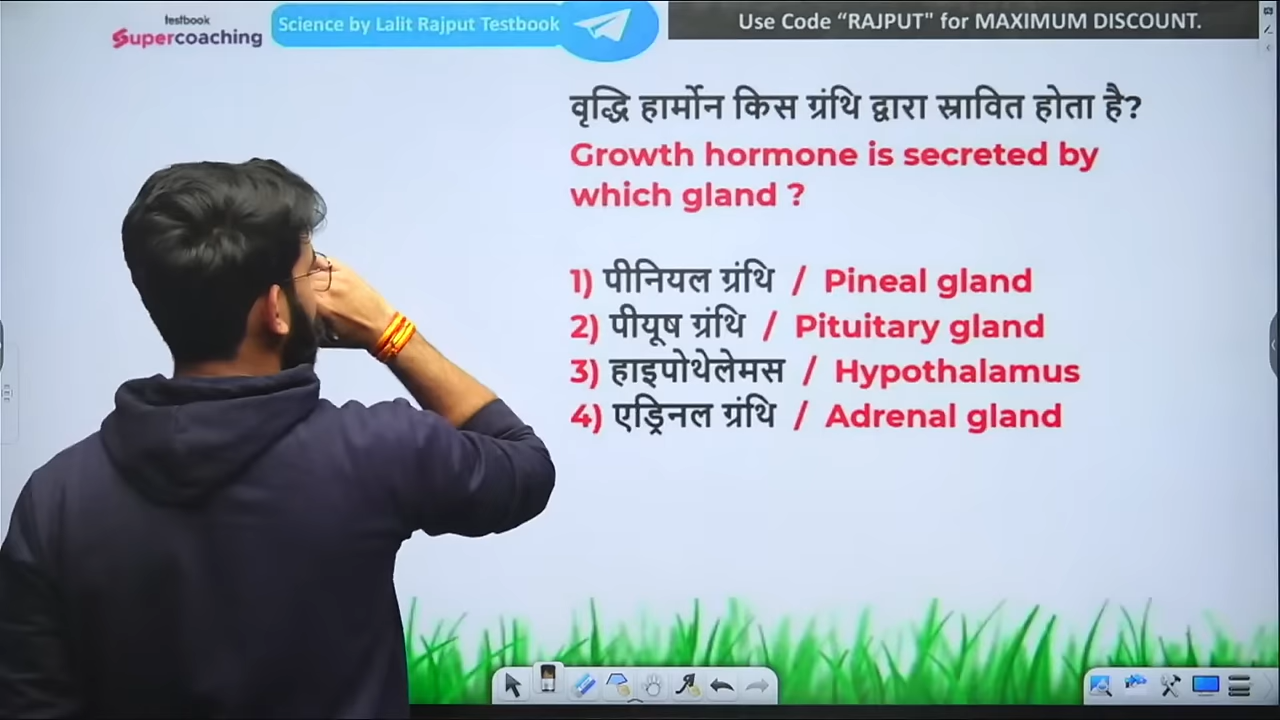 testbook
Supercoaching
Science by Lalit Rajput Testbook
Use Code “RAJPUT" for MAXIMUM DISCOUNT.
वृद्धि हार्मोन किस ग्रंथि द्वारा स्रावित होता है?
Growth hormone is secreted by
which gland ?
1) पीनियल ग्रंथि / Pineal gland
2) पीयूष ग्रंथि / Pituitary gland
3) हाइपोथेलेमस / Hypothalamus
4) एड्रिनल ग्रंथि / Adrenal gland